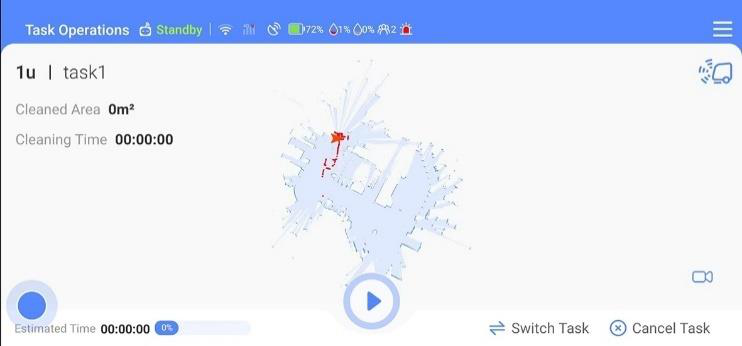 Task Operations Standby 72% 1% 0% 2
1u | task1
Cleaned Area 0m²
Cleaning Time 00:00:00
Estimated Time 00:00:00 0%
Switch Task
Cancel Task